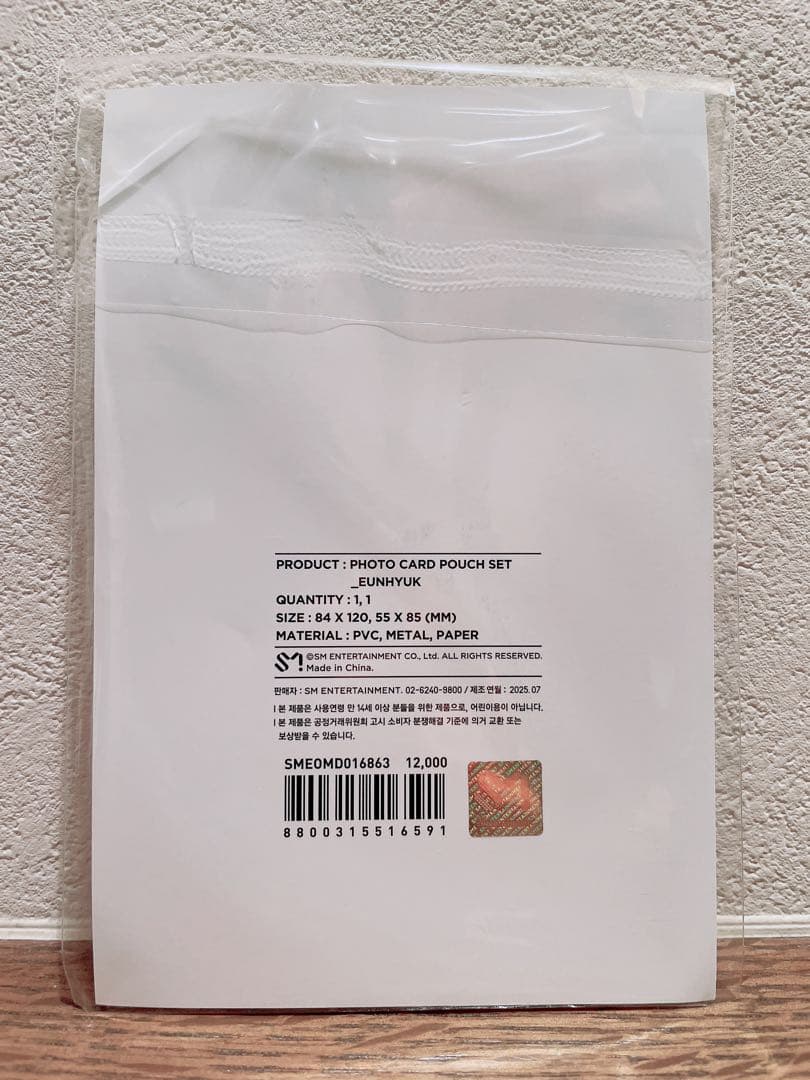 PRODUCT : PHOTO CARD POUCH SET
_EUNHYUK
QUANTITY : 1, 1
SIZE : 84 X 120, 55 X 85 (MM)
MATERIAL : PVC, METAL, PAPER
SM ©SM ENTERTAINMENT CO., Ltd. ALL RIGHTS RESERVED.
Made in China.
판매자 : SM ENTERTAINMENT. 02-6240-9800 / 제조연월 : 2025. 07
l 본 제품은 사용연령 만 14세 이상 분들을 위한 제품으로, 어린이용이 아닙니다.
l 본 제품은 공정거래위원회 고시 소비자 분쟁해결 기준에 의거 교환 또는
보상받을 수 있습니다.
SMEOMD016863 12,000
8800315516591